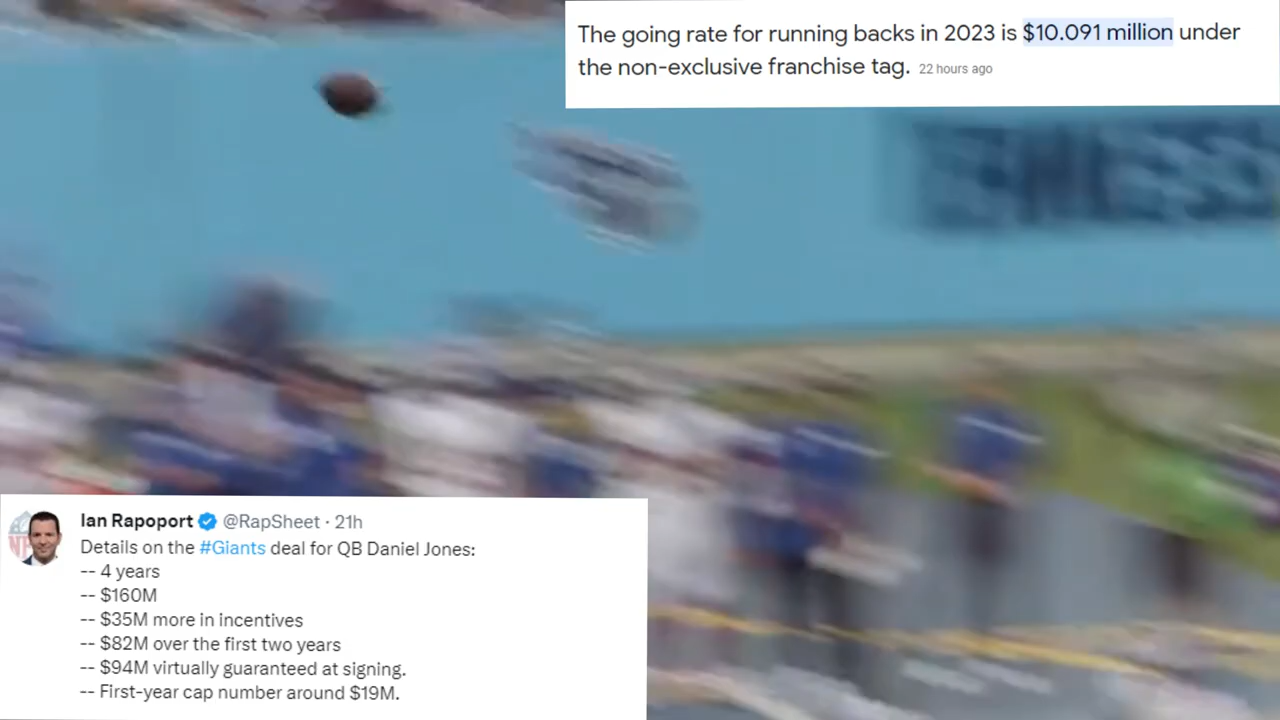 The going rate for running backs in 2023 is $10.091 million under
the non-exclusive franchise tag. 22 hours ago
Ian Rapoport @RapSheet · 21h
Details on the #Giants deal for QB Daniel Jones:
-- 4 years
-- $160M
-- $35M more in incentives
-- $82M over the first two years
-- $94M virtually guaranteed at signing.
-- First-year cap number around $19M.